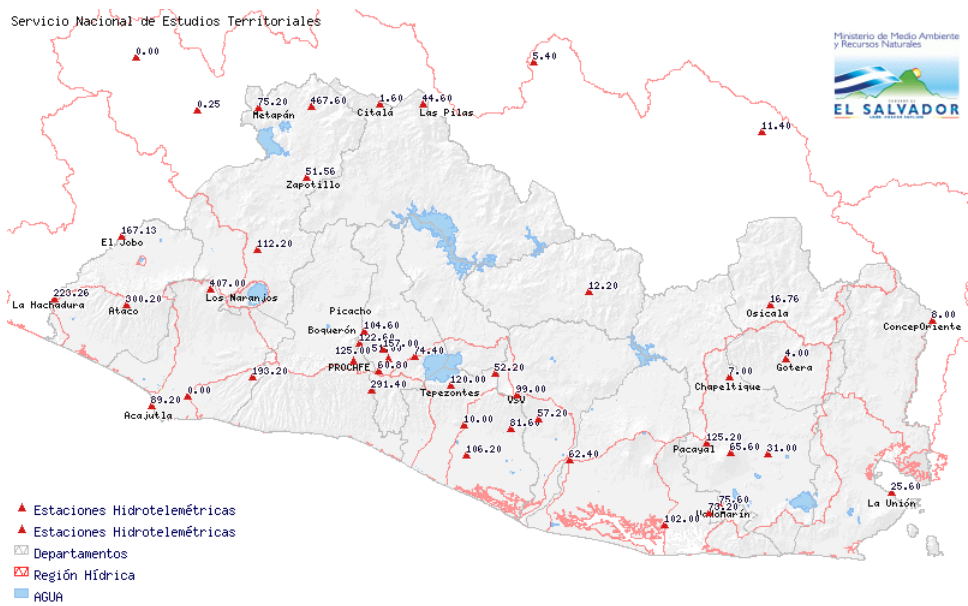 Servicio Nacional de Estudios Territoriales
Ministerio de Medio Ambiente
y Recursos Naturales
EL SALVADOR
0.00
5.40
0.25
75.20
Metapán
467.60
1.60
Citalá
44.60
Las Pilas
11.40
51.56
Zapotillo
167.13
El Jobo
112.20
223.26
La Hachadura
300.20
Ataco
407.00
Los Naranjos
12.20
16.76
Osicala
8.00
ConcepOriente
Picacho
104.60
Boquerón
122.60
157.00
125.00
PROCAFE
60.80
74.40
4.00
Gotera
7.00
Chapeltique
193.20
0.00
89.20
Acajutla
291.40
120.00
Tepezontes
52.20
99.00
VSV
57.20
10.00
81.60
106.20
62.40
125.20
Pacayal
65.60
31.00
25.60
La Unión
75.60
73.20
102.00
Estaciones Hidrotelemétricas
Estaciones Hidrotelemétricas
Departamentos
Región Hídrica
AGUA